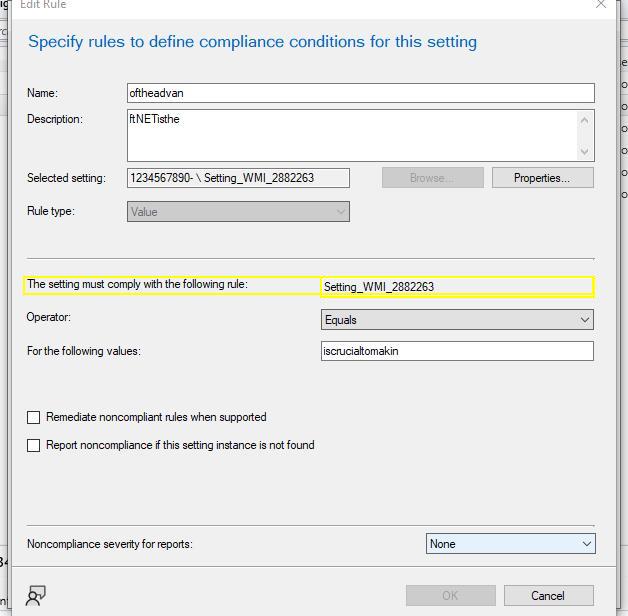 Edit Rule
Specify rules to define compliance conditions for this setting
Name:
oftheadvan
Description:
ftNETisthe
Selected setting:
1234567890- \ Setting_WMI_2882263
Browse...
Properties...
Rule type:
Value
The setting must comply with the following rule:
Setting_WMI_2882263
Operator:
Equals
For the following values:
iscrucialtomakin
Remediate noncompliant rules when supported
Report noncompliance if this setting instance is not found
Noncompliance severity for reports:
None
OK
Cancel